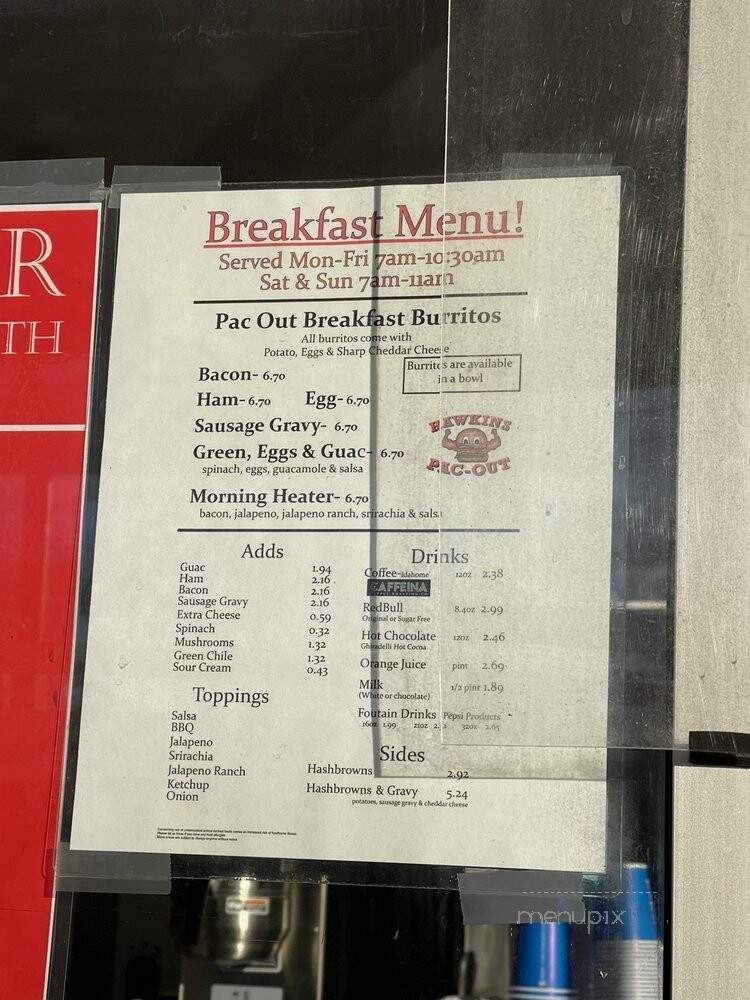 R
TH
Breakfast Menu!
Served Mon-Fri 7am-10:30am
Sat & Sun 7am-11am
Pac Out Breakfast Burritos
All burritos come with
Potato, Eggs & Sharp Cheddar Cheese
Burritos are available
in a bowl
Bacon- 6.70
Ham- 6.70 Egg- 6.70
Sausage Gravy- 6.70
Green, Eggs & Guac- 6.70
spinach, eggs, guacamole & salsa
HAWKINS
PAC-OUT
Morning Heater- 6.70
bacon, jalapeno, jalapeno ranch, srirachia & salsa
Adds
Guac 1.94
Ham 2.16
Bacon 2.16
Sausage Gravy 2.16
Extra Cheese 0.59
Spinach 0.32
Mushrooms 1.32
Green Chile 1.32
Sour Cream 0.43
Toppings
Salsa
BBQ
Jalapeno
Srirachia
Jalapeno Ranch
Ketchup
Onion
Drinks
Coffee-Idahome 12oz 2.38
CAFFEINA
RedBull 8.4oz 2.99
Original or Sugar Free
Hot Chocolate 12oz 2.46
Ghiradelli Hot Cocoa
Orange Juice pint 2.69
Milk 1/2 pint 1.89
(White or chocolate)
Foutain Drinks Pepsi Products
16oz 1.99 21oz 32oz 2.65
Sides
Hashbrowns 2.92
Hashbrowns & Gravy 5.24
potatoes, sausage gravy & cheddar cheese
menupix